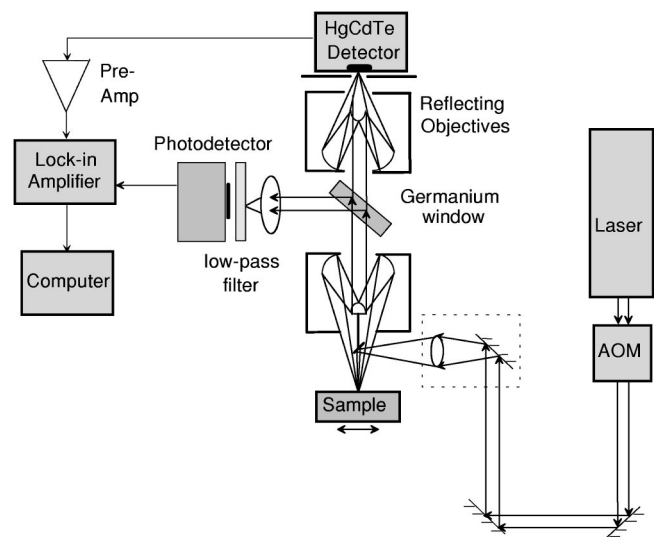 HgCdTe
Detector
Pre-
Amp
Reflecting
Objectives
Photodetector
Lock-in
Amplifier
Germanium
window
Laser
Computer
low-pass
filter
AOM
Sample